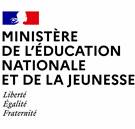 MINISTÈRE
DE L'ÉDUCATION
NATIONALE
ET DE LA JEUNESSE
Liberté
Égalité
Fraternité